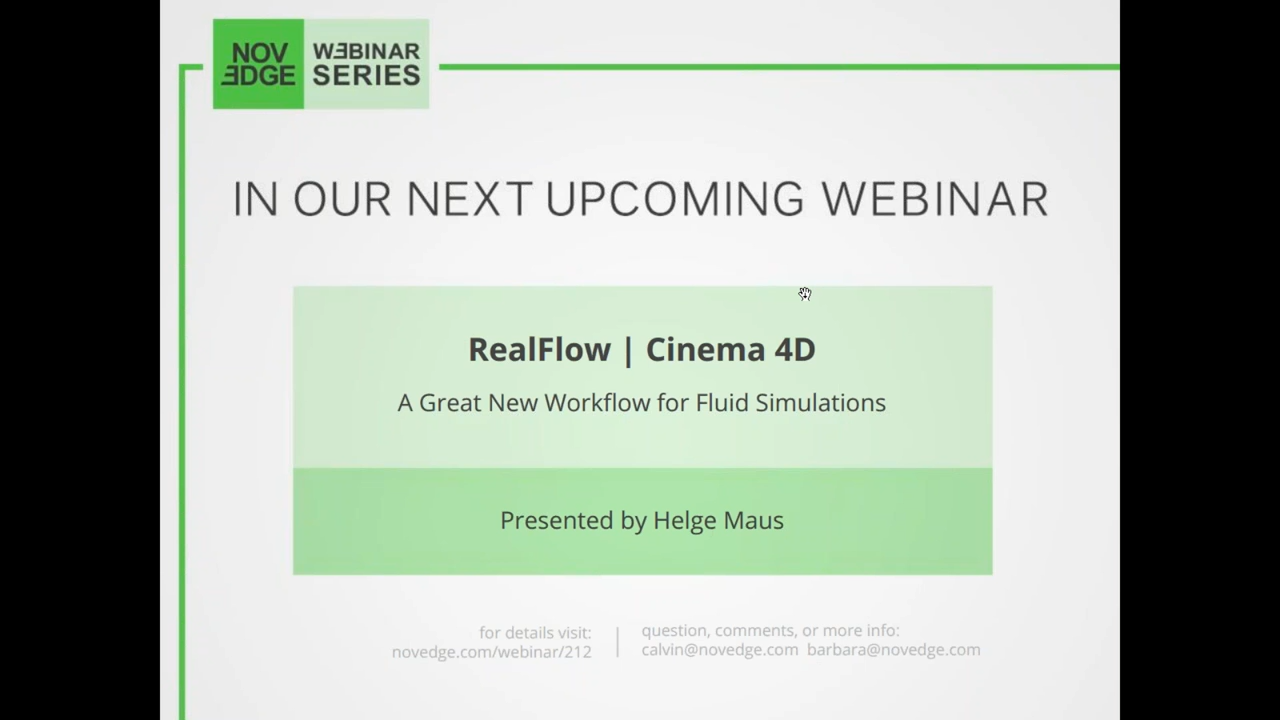 NOV
EDGE
WEBINAR
SERIES
IN OUR NEXT UPCOMING WEBINAR
RealFlow | Cinema 4D
A Great New Workflow for Fluid Simulations
Presented by Helge Maus
for details visit:
novedge.com/webinar/212
question, comments, or more info:
calvin@novedge.com barbara@novedge.com